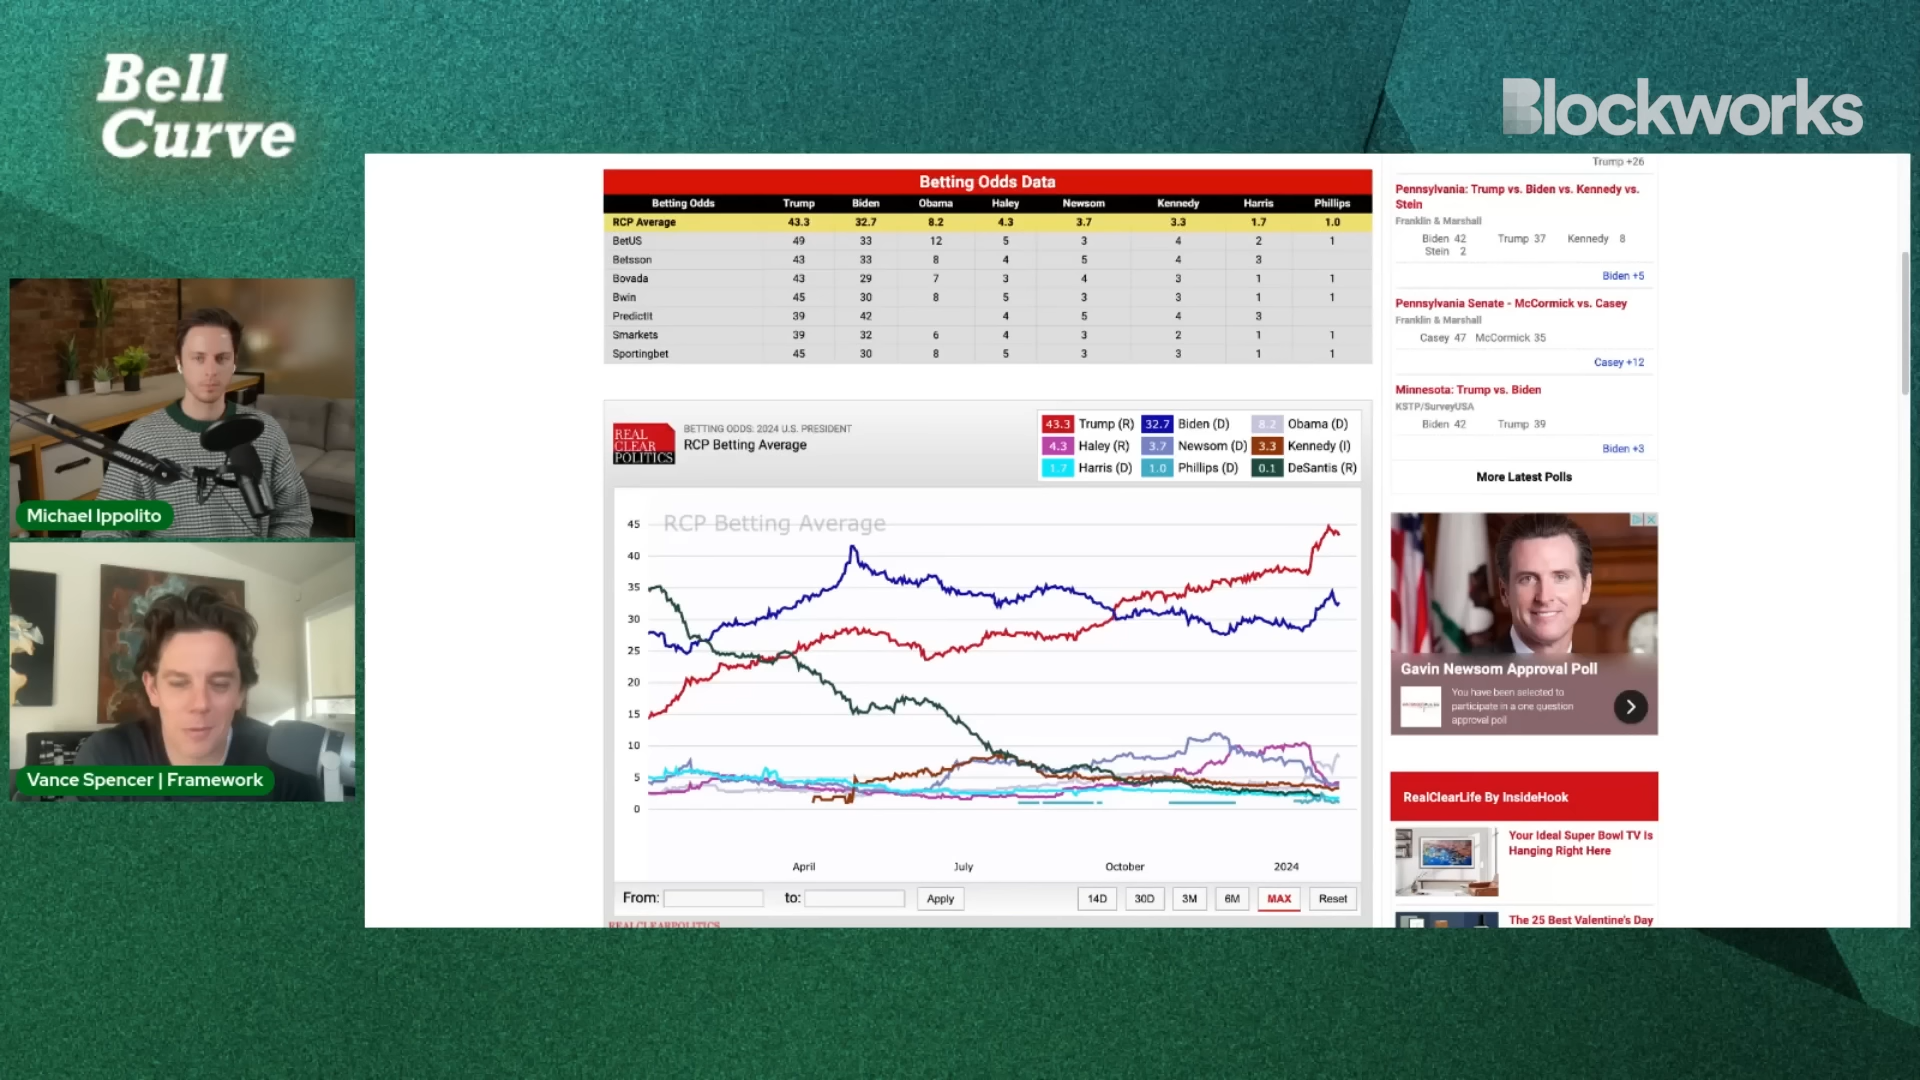 Bell
Curve
Blockworks
Michael Ippolito
Vance Spencer | Framework
Betting Odds Data
Betting Odds Trump Biden Obama Haley Newsom Kennedy Harris Phillips
RCP Average 43.3 32.7 8.2 4.3 3.7 3.3 1.7 1.0
BetUS 49 33 12 5 3 4 2 1
Betsson 43 33 8 4 5 4 3
Bovada 43 29 7 3 4 3 1 1
Bwin 45 30 8 5 3 3 1 1
PredictIt 39 42 4 5 4 3
Smarkets 39 32 6 4 3 2 1 1
Sportingbet 45 30 8 5 3 3 1 1
REAL
CLEAR
POLITICS
BETTING ODDS: 2024 U.S. PRESIDENT
RCP Betting Average
43.3 Trump (R) 32.7 Biden (D) 8.2 Obama (D)
4.3 Haley (R) 3.7 Newsom (D) 3.3 Kennedy (I)
1.7 Harris (D) 1.0 Phillips (D) 0.1 DeSantis (R)
RCP Betting Average
45
40
35
30
25
20
15
10
5
0
April July October 2024
From: to: Apply 14D 30D 3M 6M MAX Reset
REALCLEARPOLITICS
Trump +26
Pennsylvania: Trump vs. Biden vs. Kennedy vs.
Stein
Franklin & Marshall
Biden 42 Trump 37 Kennedy 8
Stein 2
Biden +5
Pennsylvania Senate - McCormick vs. Casey
Franklin & Marshall
Casey 47 McCormick 35
Casey +12
Minnesota: Trump vs. Biden
KSTP/SurveyUSA
Biden 42 Trump 39
Biden +3
More Latest Polls
Gavin Newsom Approval Poll
You have been selected to
participate in a one question
approval poll
RealClearLife By InsideHook
Your Ideal Super Bowl TV Is
Hanging Right Here
The 25 Best Valentine's Day